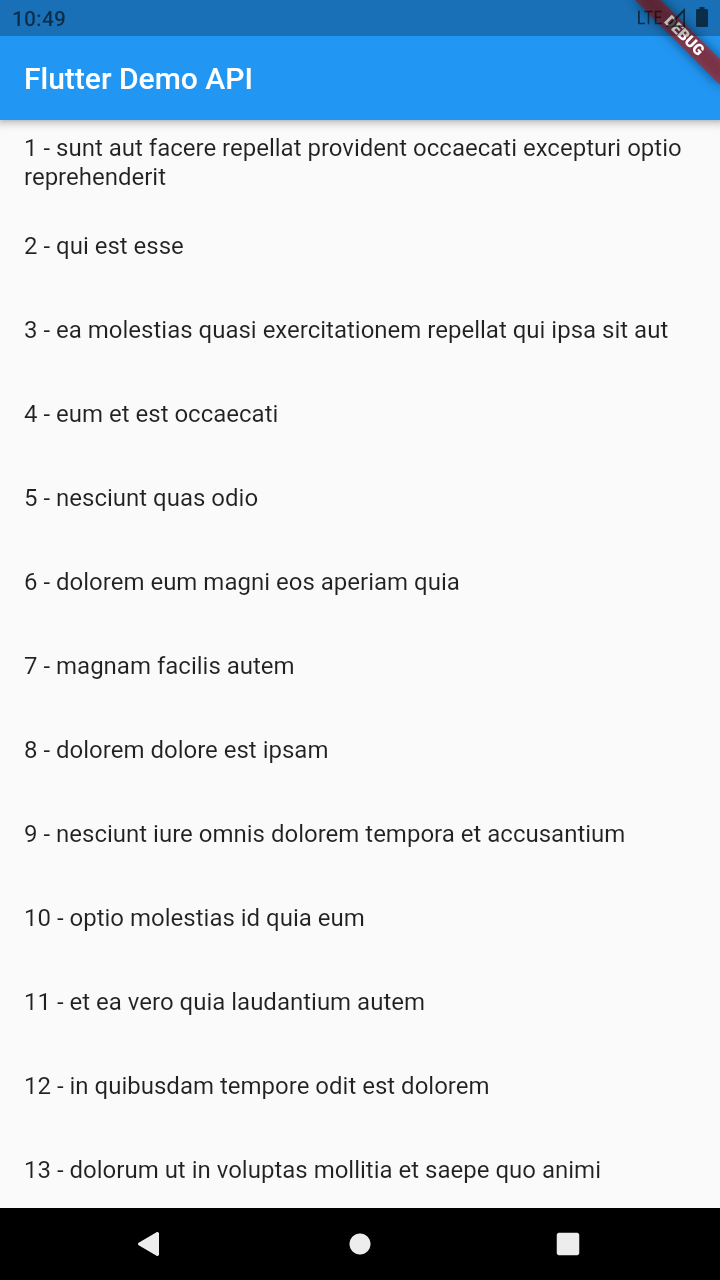 10:49
LTE
DEBUG
Flutter Demo API
1 - sunt aut facere repellat provident occaecati excepturi optio
reprehenderit
2 - qui est esse
3 - ea molestias quasi exercitationem repellat qui ipsa sit aut
4 - eum et est occaecati
5 - nesciunt quas odio
6 - dolorem eum magni eos aperiam quia
7 - magnam facilis autem
8 - dolorem dolore est ipsam
9 - nesciunt iure omnis dolorem tempora et accusantium
10 - optio molestias id quia eum
11 - et ea vero quia laudantium autem
12 - in quibusdam tempore odit est dolorem
13 - dolorum ut in voluptas mollitia et saepe quo animi